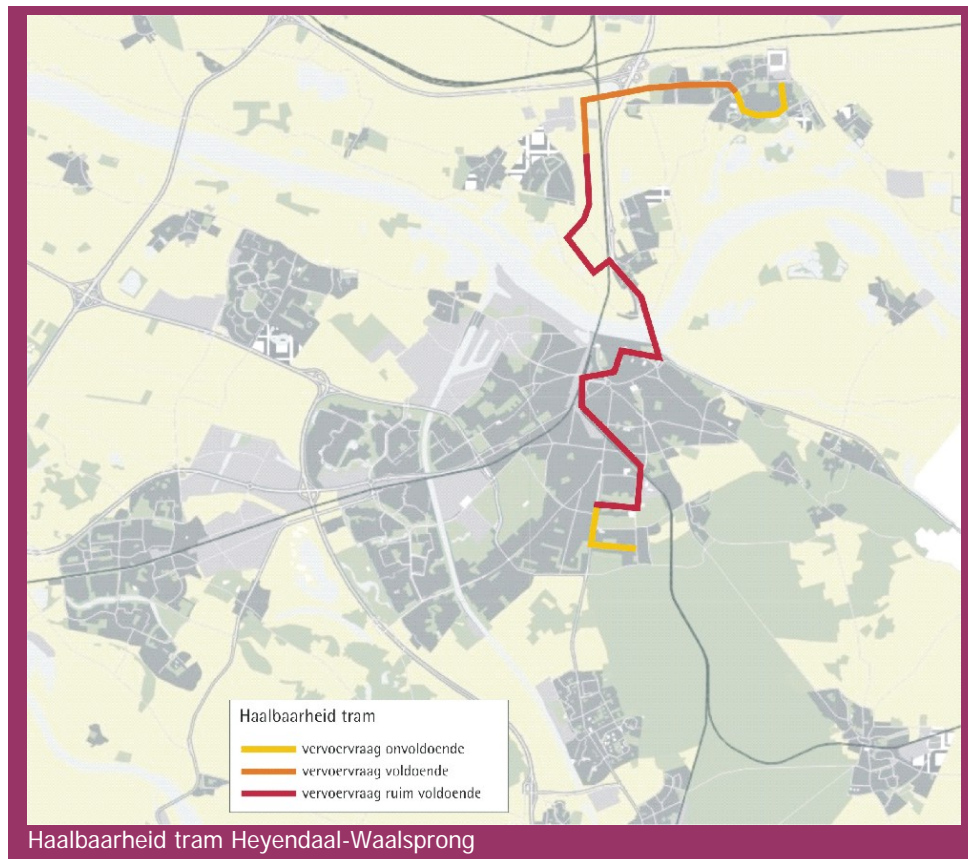 Haalbaarheid tram
vervoervraag onvoldoende
vervoervraag voldoende
vervoervraag ruim voldoende
Haalbaarheid tram Heyendaal-Waalsprong